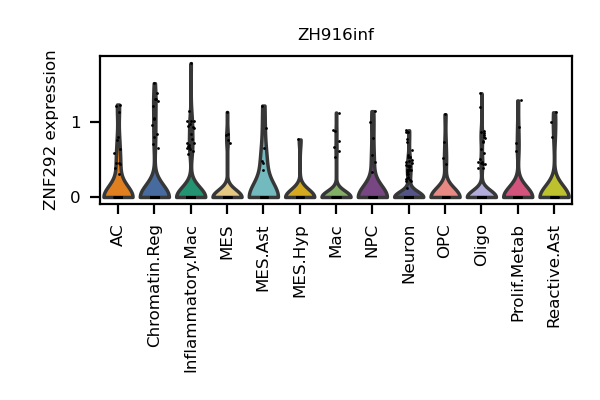 ZH916inf
ZNF292 expression
1
0
AC
Chromatin.Reg
Inflammatory.Mac
MES
MES.Ast
MES.Hyp
Mac
NPC
Neuron
OPC
Oligo
Prolif.Metab
Reactive.Ast